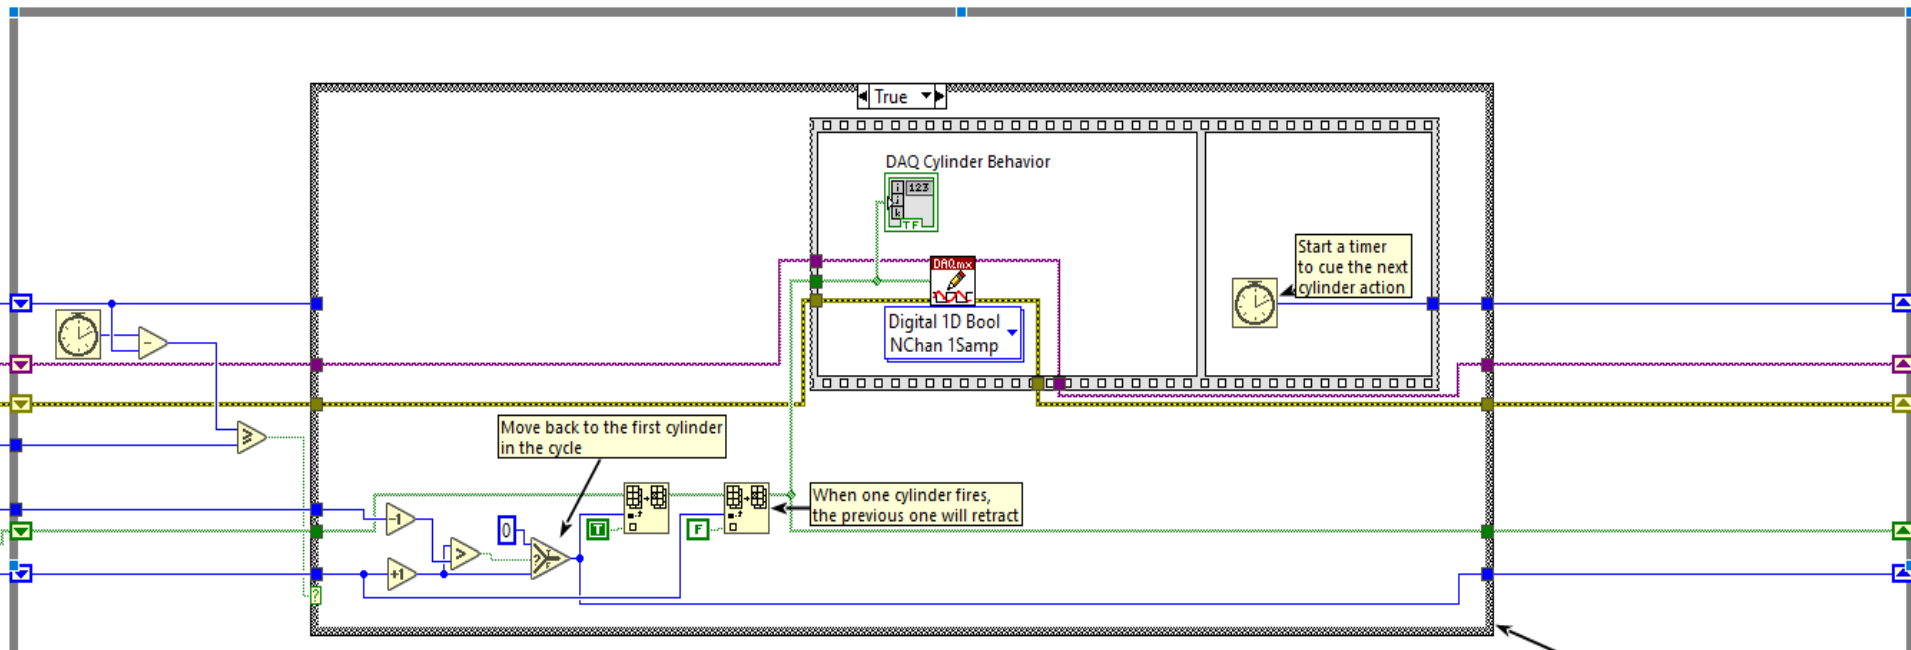 True
DAQ Cylinder Behavior
i
123
j
k
TF
DAQmx
Digital 1D Bool
NChan 1Samp
Start a timer
to cue the next
cylinder action
Move back to the first cylinder
in the cycle
When one cylinder fires,
the previous one will retract
-
≥
-1
+1
>
0
?
T
F
T
F
?